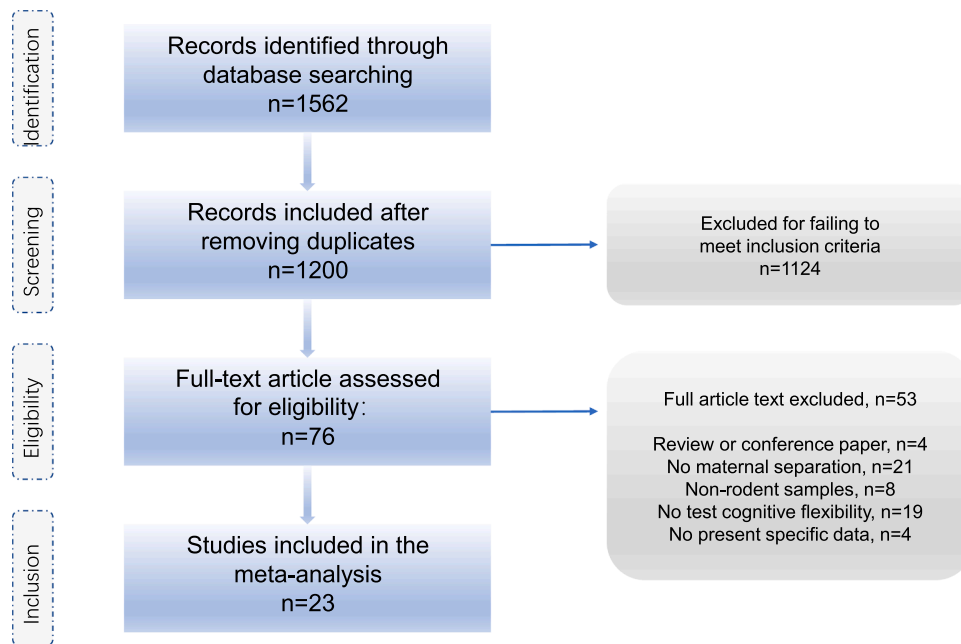 Identification
Records identified through
database searching
n=1562
Screening
Records included after
removing duplicates
n=1200
Excluded for failing to
meet inclusion criteria
n=1124
Eligibility
Full-text article assessed
for eligibility：
n=76
Full article text excluded, n=53
Review or conference paper, n=4
No maternal separation, n=21
Non-rodent samples, n=8
No test cognitive flexibility, n=19
No present specific data, n=4
Inclusion
Studies included in the
meta-analysis
n=23